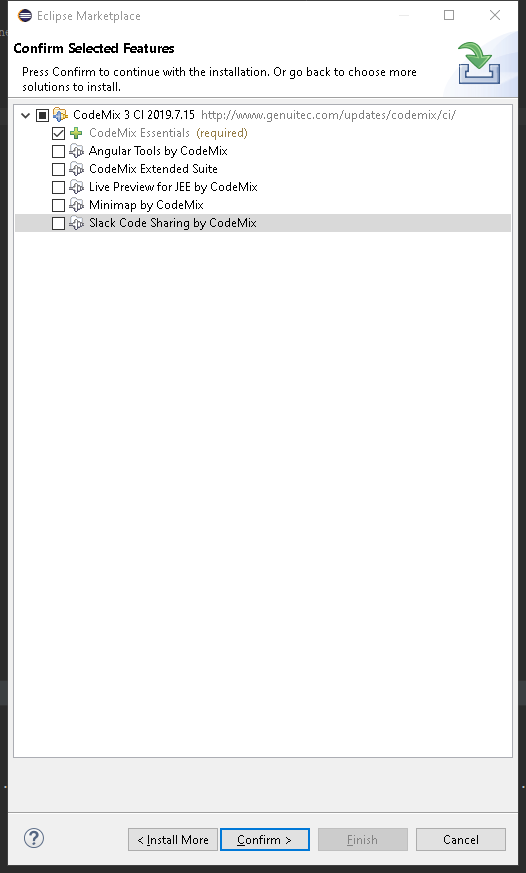 Eclipse Marketplace
Confirm Selected Features
Press Confirm to continue with the installation. Or go back to choose more
solutions to install.
CodeMix 3 CI 2019.7.15 http://www.genuitec.com/updates/codemix/ci/
CodeMix Essentials (required)
Angular Tools by CodeMix
CodeMix Extended Suite
Live Preview for JEE by CodeMix
Minimap by CodeMix
Slack Code Sharing by CodeMix
? < Install More Confirm > Finish Cancel